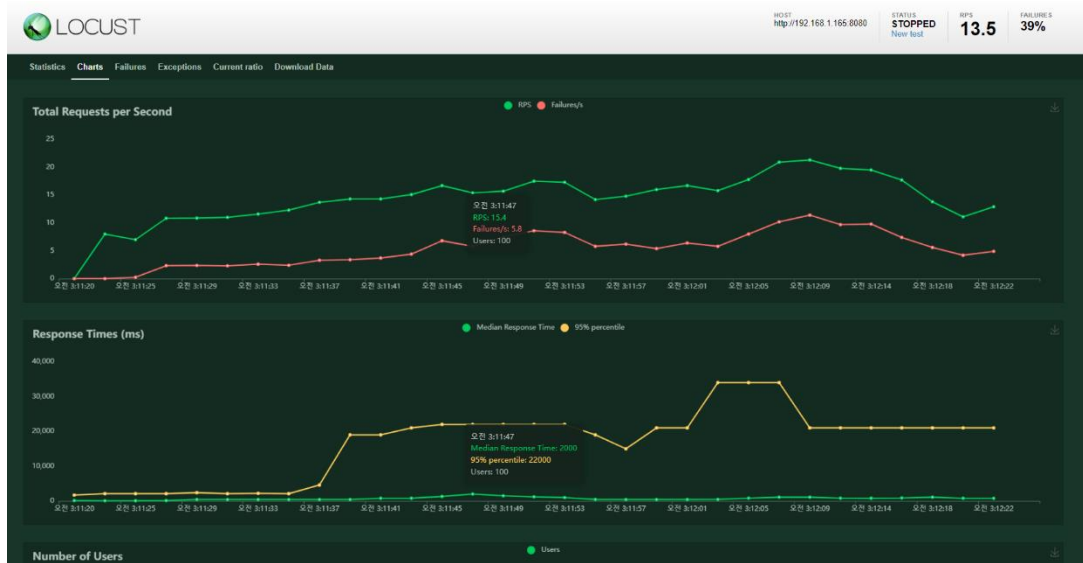 LOCUST
HOST
http://192.168.1.165:8080
STATUS
STOPPED
New test
RPS
13.5
FAILURES
39%
Statistics Charts Failures Exceptions Current ratio Download Data
Total Requests per Second
RPS Failures/s
25
20
15
10
5
0
오전 3:11:47
RPS: 15.4
Failures/s: 5.8
Users: 100
오전 3:11:20 오전 3:11:25 오전 3:11:29 오전 3:11:33 오전 3:11:37 오전 3:11:41 오전 3:11:45 오전 3:11:49 오전 3:11:53 오전 3:11:57 오전 3:12:01 오전 3:12:05 오전 3:12:09 오전 3:12:14 오전 3:12:18 오전 3:12:22
Response Times (ms)
Median Response Time 95% percentile
40,000
30,000
20,000
10,000
0
오전 3:11:47
Median Response Time: 2000
95% percentile: 22000
Users: 100
오전 3:11:20 오전 3:11:25 오전 3:11:29 오전 3:11:33 오전 3:11:37 오전 3:11:41 오전 3:11:45 오전 3:11:49 오전 3:11:53 오전 3:11:57 오전 3:12:01 오전 3:12:05 오전 3:12:09 오전 3:12:14 오전 3:12:18 오전 3:12:22
Number of Users
Users